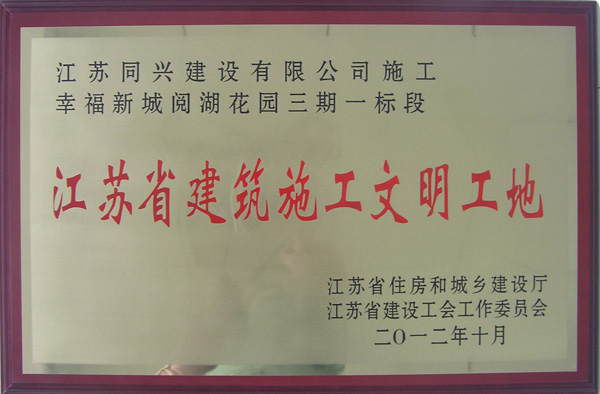 江苏同兴建设有限公司施工
幸福新城阅湖花园三期一标段
江苏省建筑施工文明工地
江苏省住房和城乡建设厅
江苏省建设工会工作委员会
二〇一二年十月